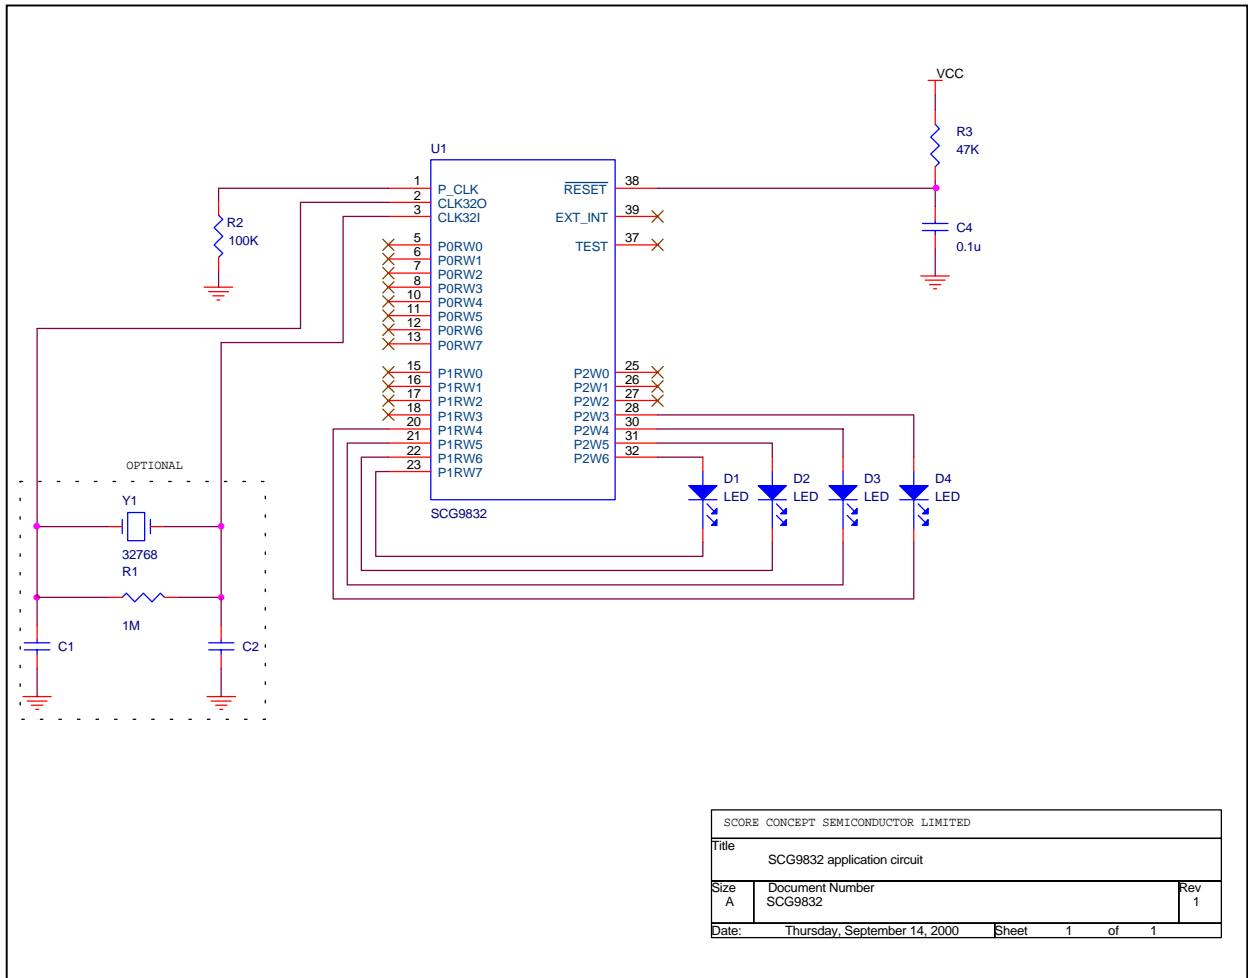 VCC
R3
47K
U1
1
P_CLK
RESET
38
2
CLK32O
3
CLK32I
EXT_INT
39
R2
100K
C4
0.1u
5
P0RW0
TEST
37
6
P0RW1
7
P0RW2
8
P0RW3
10
P0RW4
11
P0RW5
12
P0RW6
13
P0RW7
15
P1RW0
P2W0
25
16
P1RW1
P2W1
26
17
P1RW2
P2W2
27
18
P1RW3
P2W3
28
20
P1RW4
P2W4
30
21
P1RW5
P2W5
31
22
P1RW6
P2W6
32
23
P1RW7
OPTIONAL
D1
LED
D2
LED
D3
LED
D4
LED
Y1
32768
SCG9832
R1
1M
C1
C2
SCORE CONCEPT SEMICONDUCTOR LIMITED
Title
SCG9832 application circuit
Size
A
Document Number
SCG9832
Rev
1
Date: Thursday, September 14, 2000 Sheet 1 of 1